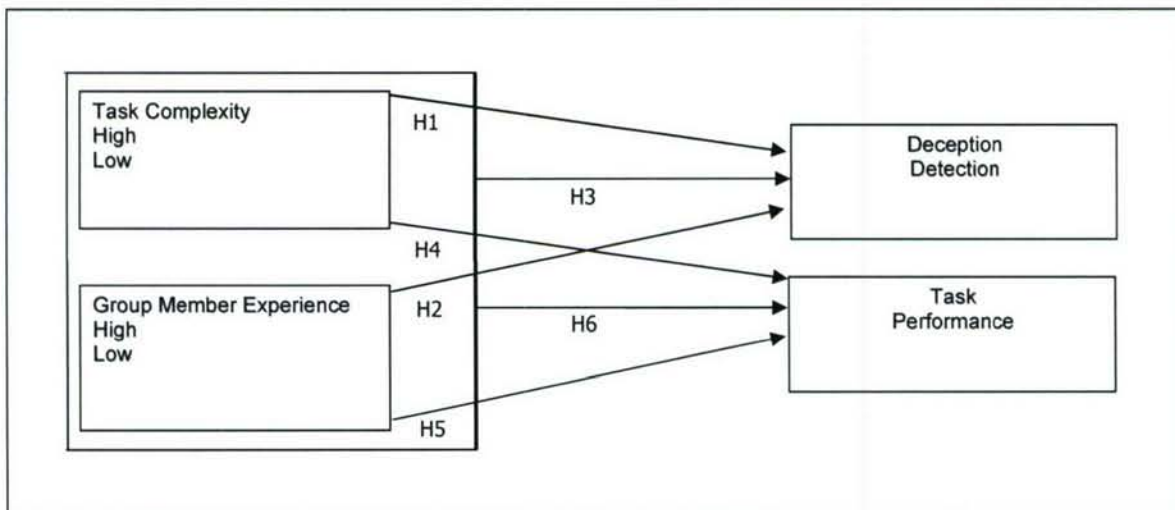 Task Complexity
High
Low
H1
Deception
Detection
H3
H4
Group Member Experience
High
Low
H2
H6
Task
Performance
H5